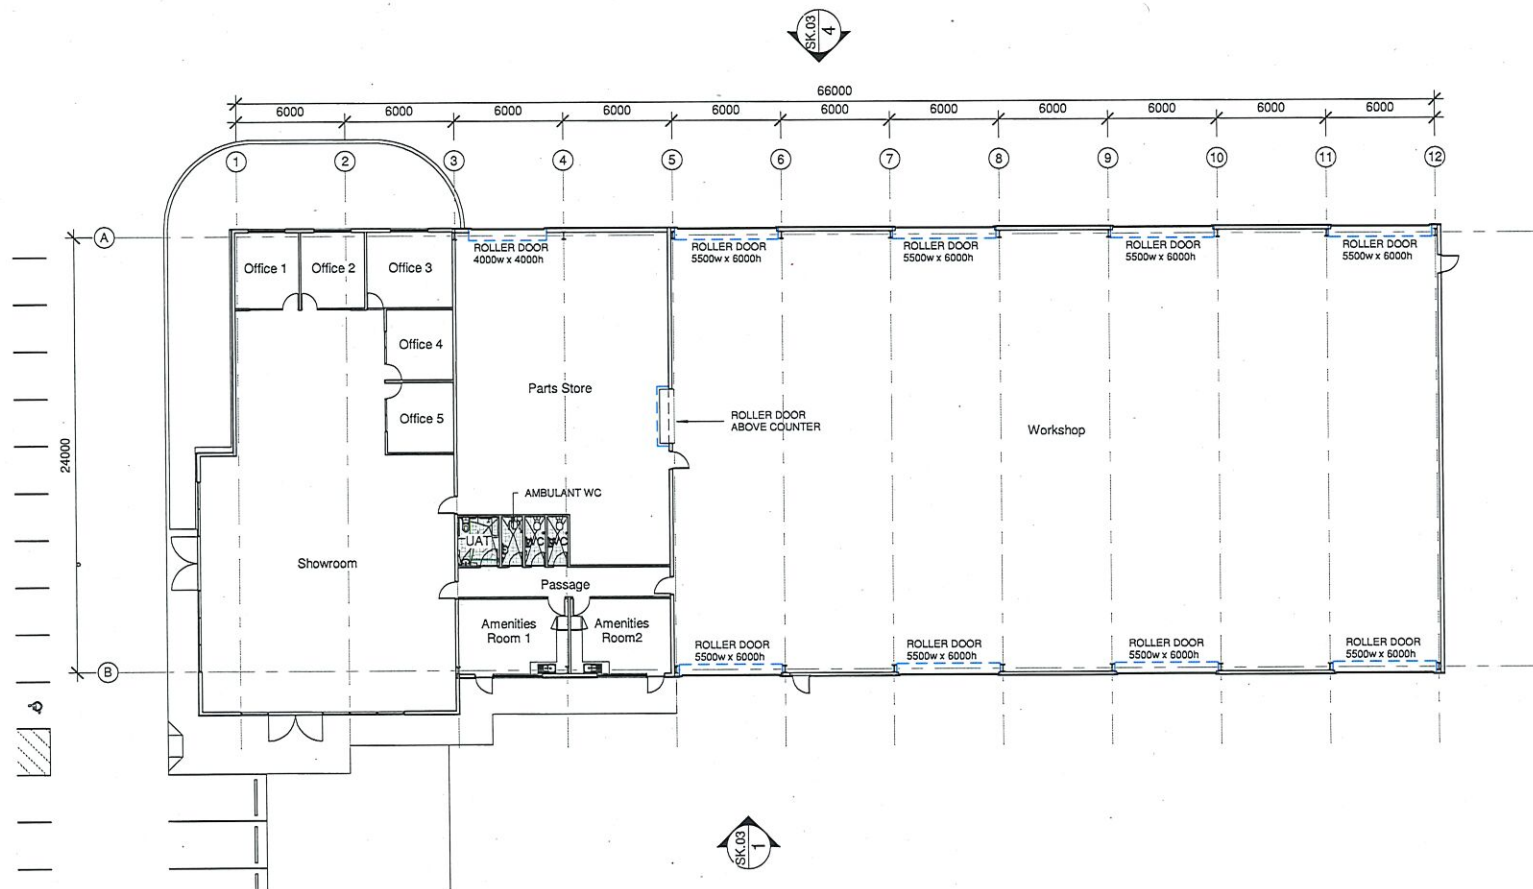 SK.03
4
66000
6000
6000
6000
6000
6000
6000
6000
6000
6000
6000
6000
1
2
3
4
5
6
7
8
9
10
11
12
A
ROLLER DOOR
4000w x 4000h
ROLLER DOOR
5500w x 6000h
ROLLER DOOR
5500w x 6000h
ROLLER DOOR
5500w x 6000h
ROLLER DOOR
5500w x 6000h
Office 1
Office 2
Office 3
Office 4
Office 5
Parts Store
ROLLER DOOR
ABOVE COUNTER
Workshop
24000
AMBULANT WC
UAT
WC
WC
Showroom
Passage
Amenities
Room 1
Amenities
Room2
ROLLER DOOR
5500w x 6000h
ROLLER DOOR
5500w x 6000h
ROLLER DOOR
5500w x 6000h
ROLLER DOOR
5500w x 6000h
B
SK.03
1